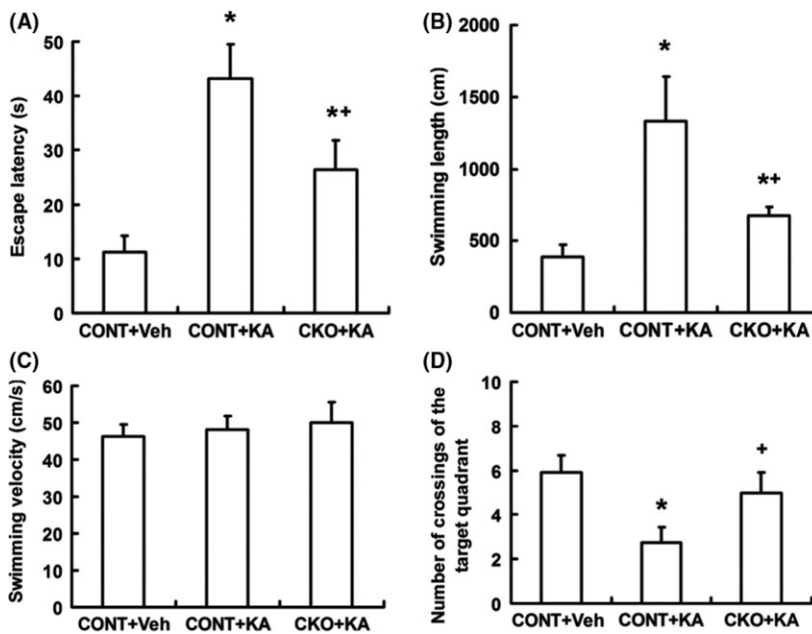 (A)
Escape latency (s)
50
40
30
20
10
0
*
*+
CONT+Veh CONT+KA CKO+KA
(B)
Swimming length (cm)
2000
1500
1000
500
0
*
*+
CONT+Veh CONT+KA CKO+KA
(C)
Swimming velocity (cm/s)
60
50
40
30
20
10
0
CONT+Veh CONT+KA CKO+KA
(D)
Number of crossings of the
target quadrant
10
8
6
4
2
0
*
+
CONT+Veh CONT+KA CKO+KA